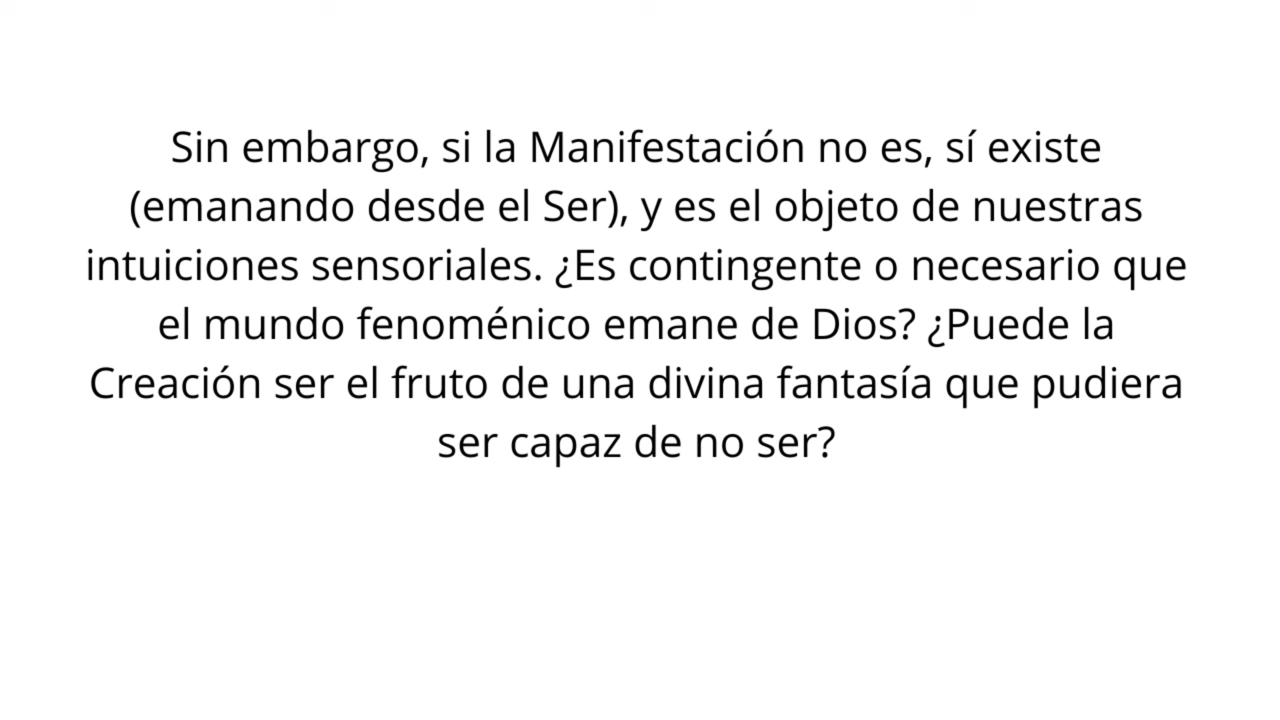 Sin embargo, si la Manifestación no es, sí existe
(emanando desde el Ser), y es el objeto de nuestras
intuiciones sensoriales. ¿Es contingente o necesario que
el mundo fenoménico emane de Dios? ¿Puede la
Creación ser el fruto de una divina fantasía que pudiera
ser capaz de no ser?